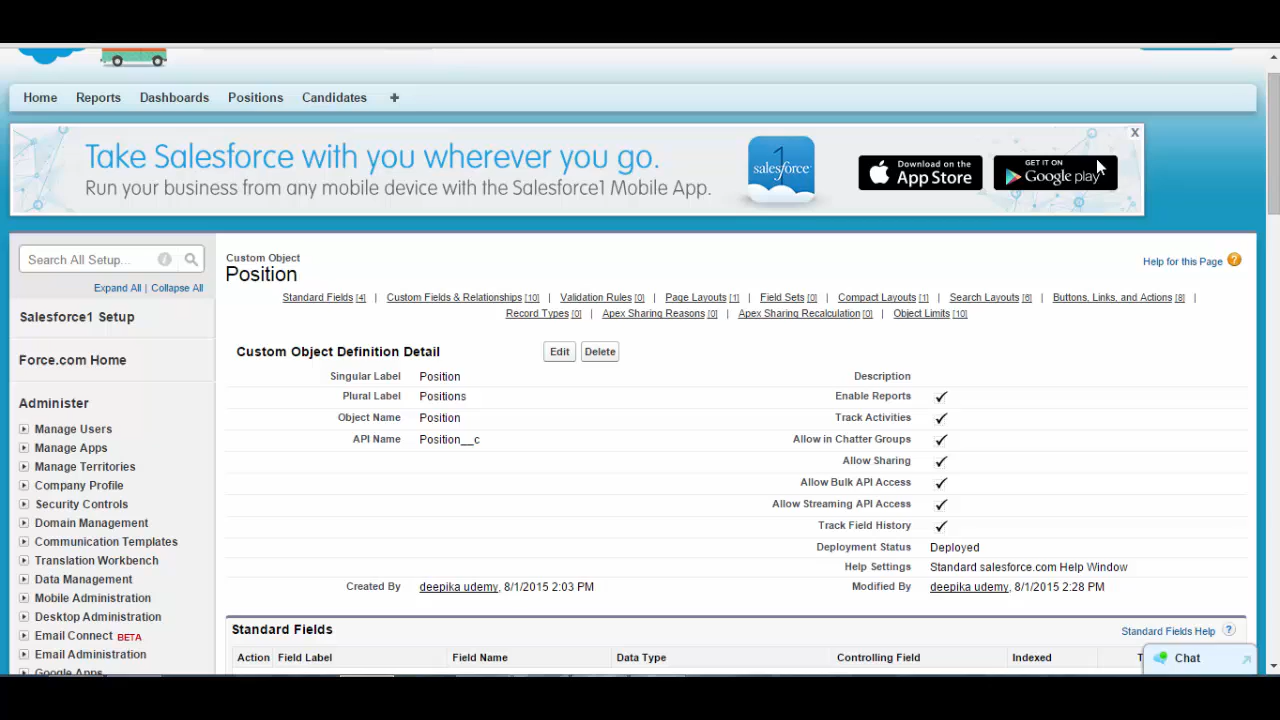 Home Reports Dashboards Positions Candidates +
Take Salesforce with you wherever you go.
Run your business from any mobile device with the Salesforce1 Mobile App.
1
salesforce
Download on the
App Store
GET IT ON
Google play
X
Search All Setup... i
Expand All | Collapse All
Salesforce1 Setup
Force.com Home
Administer
Manage Users
Manage Apps
Manage Territories
Company Profile
Security Controls
Domain Management
Communication Templates
Translation Workbench
Data Management
Mobile Administration
Desktop Administration
Email Connect BETA
Email Administration
Google Apps
Custom Object
Position
Help for this Page ?
Standard Fields [4] | Custom Fields & Relationships [10] | Validation Rules [0] | Page Layouts [1] | Field Sets [0] | Compact Layouts [1] | Search Layouts [6] | Buttons, Links, and Actions [8] |
Record Types [0] | Apex Sharing Reasons [0] | Apex Sharing Recalculation [0] | Object Limits [10]
Custom Object Definition Detail Edit Delete
Singular Label Position Description
Plural Label Positions Enable Reports ✓
Object Name Position Track Activities ✓
API Name Position__c Allow in Chatter Groups ✓
Allow Sharing ✓
Allow Bulk API Access ✓
Allow Streaming API Access ✓
Track Field History ✓
Deployment Status Deployed
Help Settings Standard salesforce.com Help Window
Created By deepika udemy, 8/1/2015 2:03 PM Modified By deepika udemy, 8/1/2015 2:28 PM
Standard Fields Standard Fields Help ?
Action Field Label Field Name Data Type Controlling Field Indexed
Chat